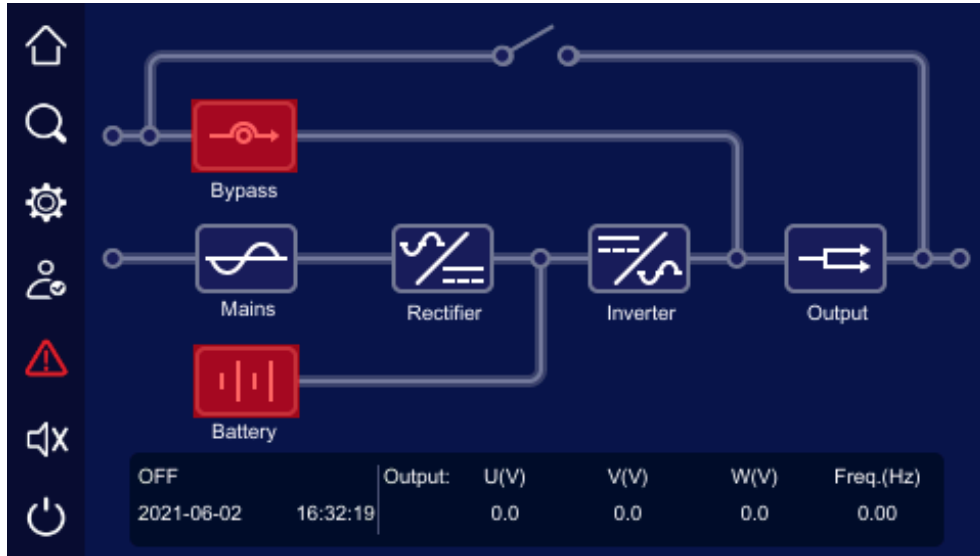 Bypass
Mains
Rectifier
Inverter
Output
Battery
OFF Output: U(V) V(V) W(V) Freq.(Hz)
2021-06-02 16:32:19 0.0 0.0 0.0 0.00